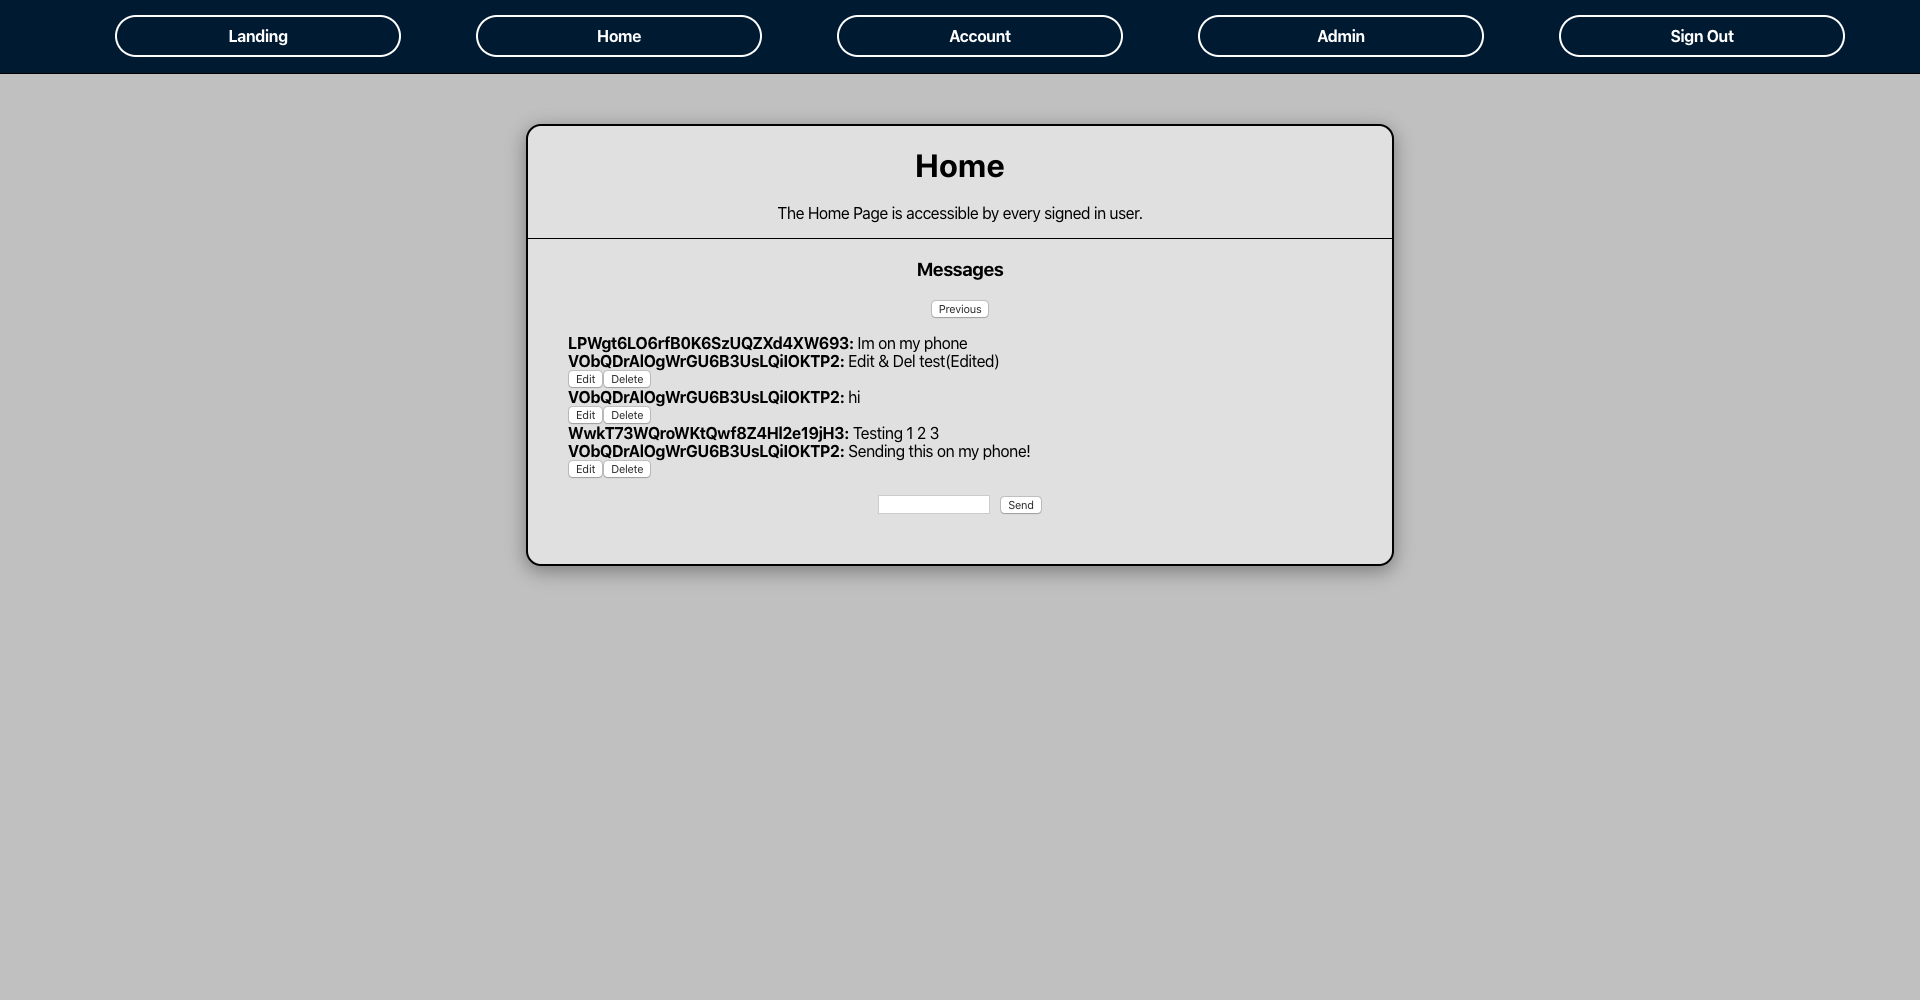 Landing Home Account Admin Sign Out
Home
The Home Page is accessible by every signed in user.
Messages
Previous
LPWgt6LO6rfB0K6SzUQZXd4XW693: Im on my phone
VObQDrAlOgWrGU6B3UsLQiIOKTP2: Edit & Del test(Edited)
Edit Delete
VObQDrAlOgWrGU6B3UsLQiIOKTP2: hi
Edit Delete
WwkT73WQroWKtQwf8Z4Hl2e19jH3: Testing 1 2 3
VObQDrAlOgWrGU6B3UsLQiIOKTP2: Sending this on my phone!
Edit Delete
Send